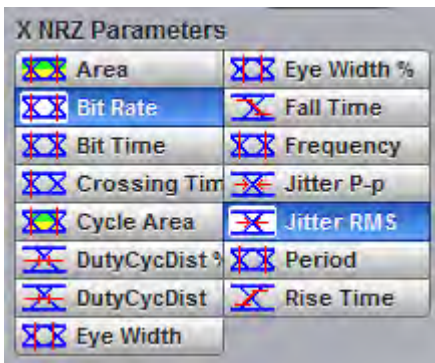 X NRZ Parameters
Area
Eye Width %
Bit Rate
Fall Time
Bit Time
Frequency
Crossing Tim
Jitter P-p
Cycle Area
Jitter RMS
DutyCycDist %
Period
DutyCycDist
Rise Time
Eye Width